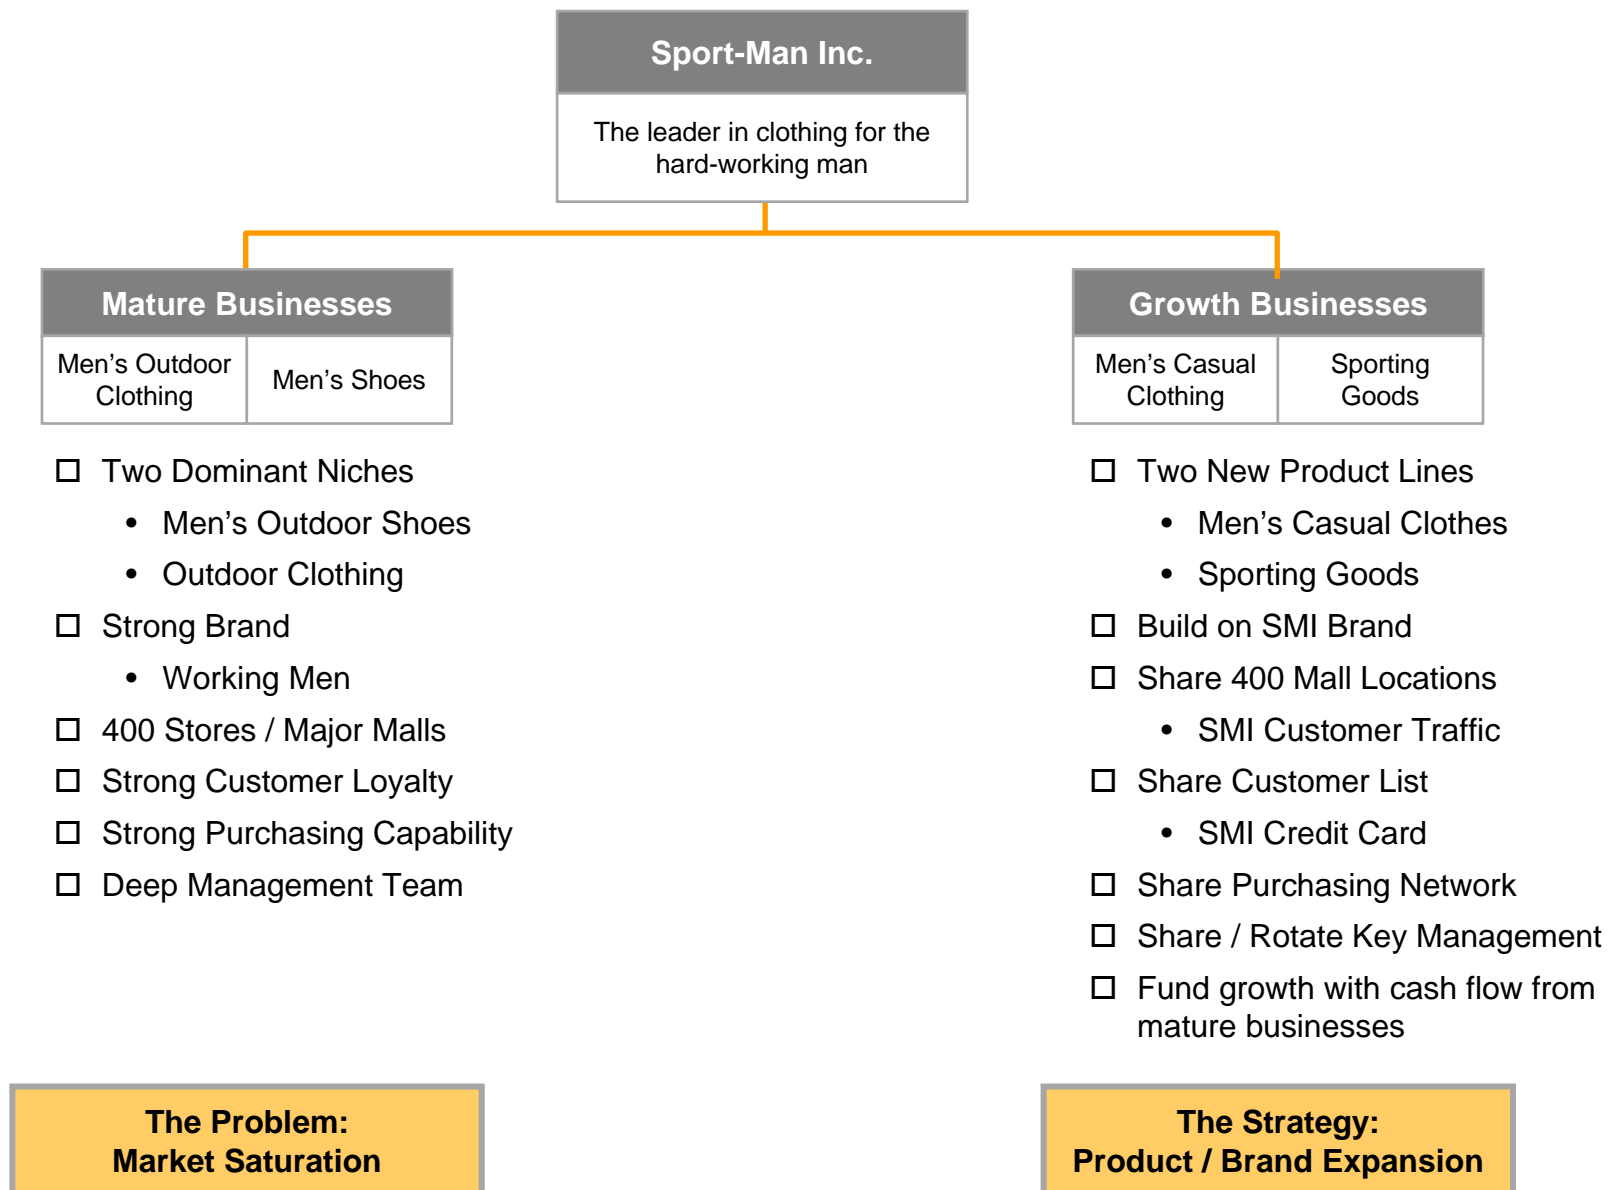 Sport-Man Inc.
The leader in clothing for the
hard-working man
Mature Businesses
Men’s Outdoor
Clothing
Men’s Shoes
□ Two Dominant Niches
• Men’s Outdoor Shoes
• Outdoor Clothing
□ Strong Brand
• Working Men
□ 400 Stores / Major Malls
□ Strong Customer Loyalty
□ Strong Purchasing Capability
□ Deep Management Team
The Problem:
Market Saturation
Growth Businesses
Men’s Casual
Clothing
Sporting
Goods
□ Two New Product Lines
• Men’s Casual Clothes
• Sporting Goods
□ Build on SMI Brand
□ Share 400 Mall Locations
• SMI Customer Traffic
□ Share Customer List
• SMI Credit Card
□ Share Purchasing Network
□ Share / Rotate Key Management
□ Fund growth with cash flow from
mature businesses
The Strategy:
Product / Brand Expansion